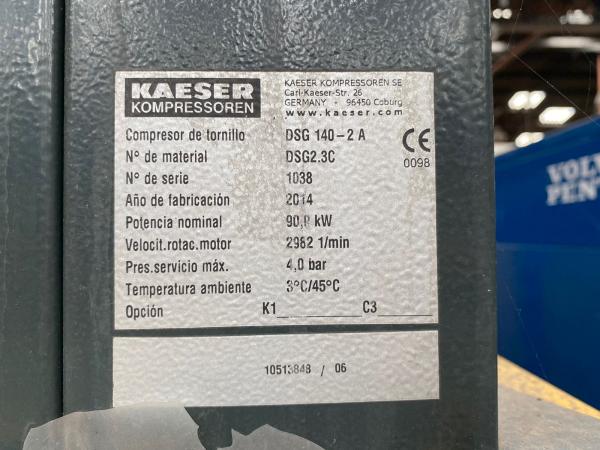 KAESER
KOMPRESSOREN
KAESER KOMPRESSOREN SE
Carl-Kaeser-Str. 26
GERMANY • 96450 Coburg
www.kaeser.com
Compresor de tornillo DSG 140-2 A
CE
0098
Nº de material DSG2.3C
Nº de serie 1038
Año de fabricación 2014
Potencia nominal 90,0 kW
Velocit.rotac.motor 2982 1/min
Pres.servicio máx. 4,0 bar
Temperatura ambiente 3°C/45°C
Opción K1 C3
10513848 / 06
VOLV
PEN